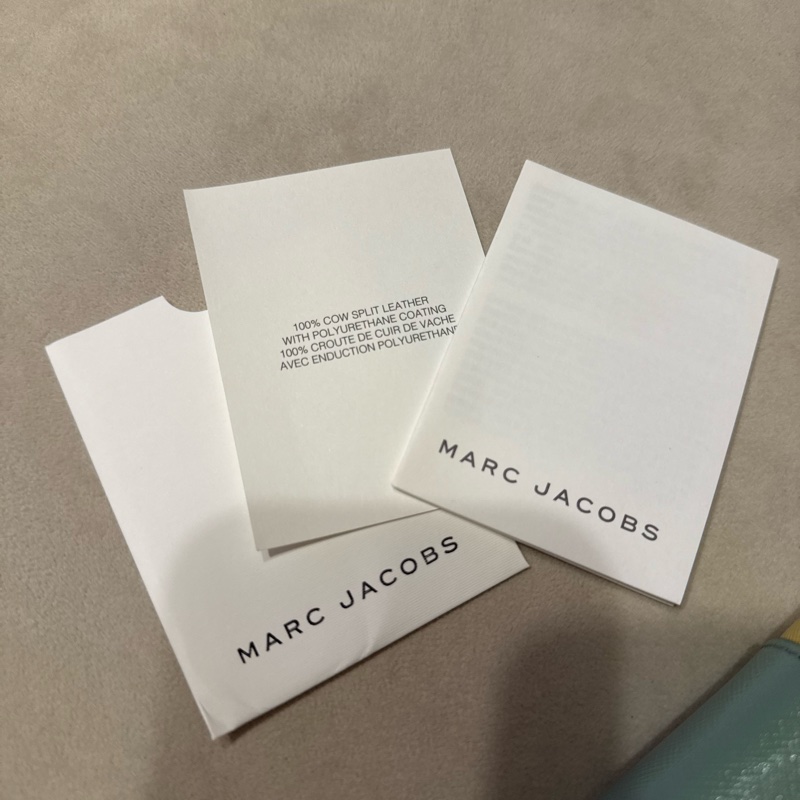 100% COW SPLIT LEATHER
WITH POLYURETHANE COATING
100% CROUTE DE CUIR DE VACHE
AVEC ENDUCTION POLYURETHAN
MARC JACOBS
MARC JACOBS